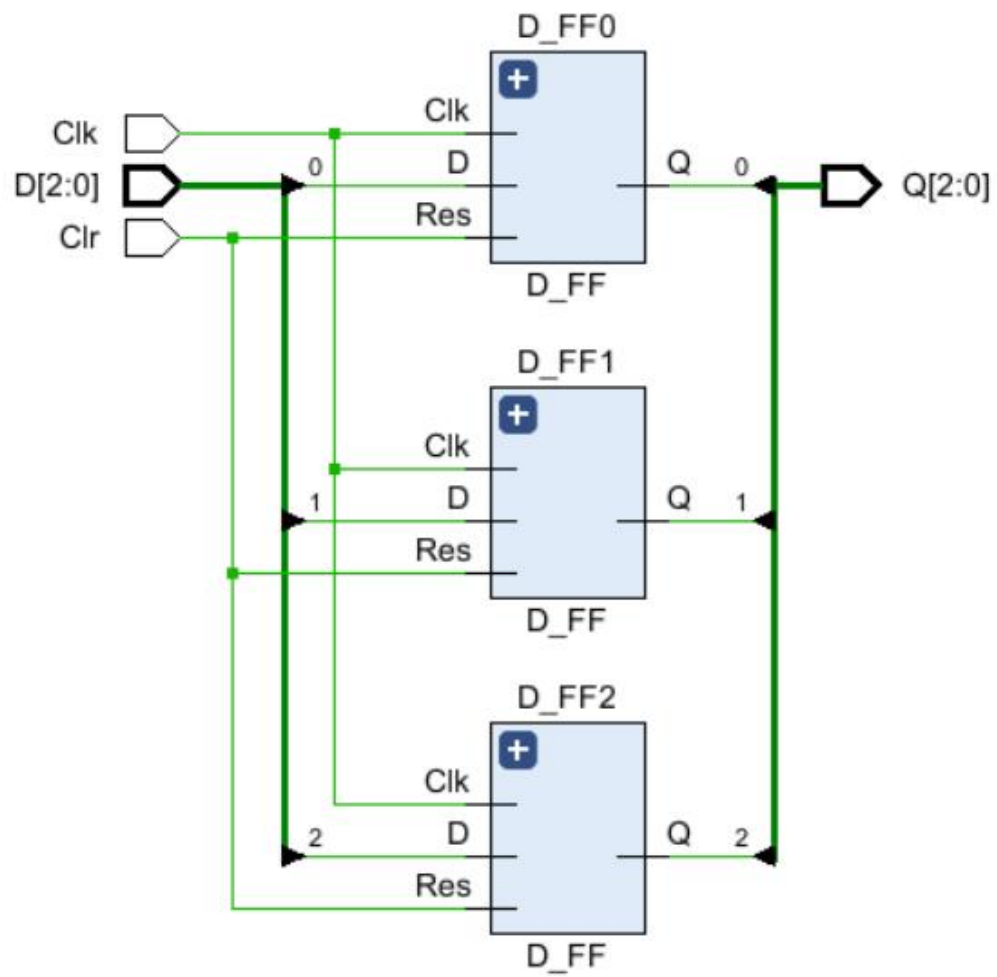 D_FF0
Clk
Clk
D[2:0]
0
D
Q
0
Q[2:0]
Clr
Res
D_FF
D_FF1
Clk
1
D
Q
1
Res
D_FF
D_FF2
Clk
2
D
Q
2
Res
D_FF